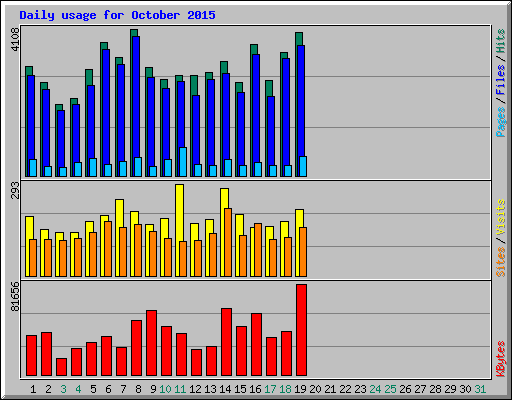 Daily usage for October 2015
4108
Pages / Files / Hits
293
Sites / Visits
81656
KBytes
1 2 3 4 5 6 7 8 9 10 11 12 13 14 15 16 17 18 19 20 21 22 23 24 25 26 27 28 29 30 31